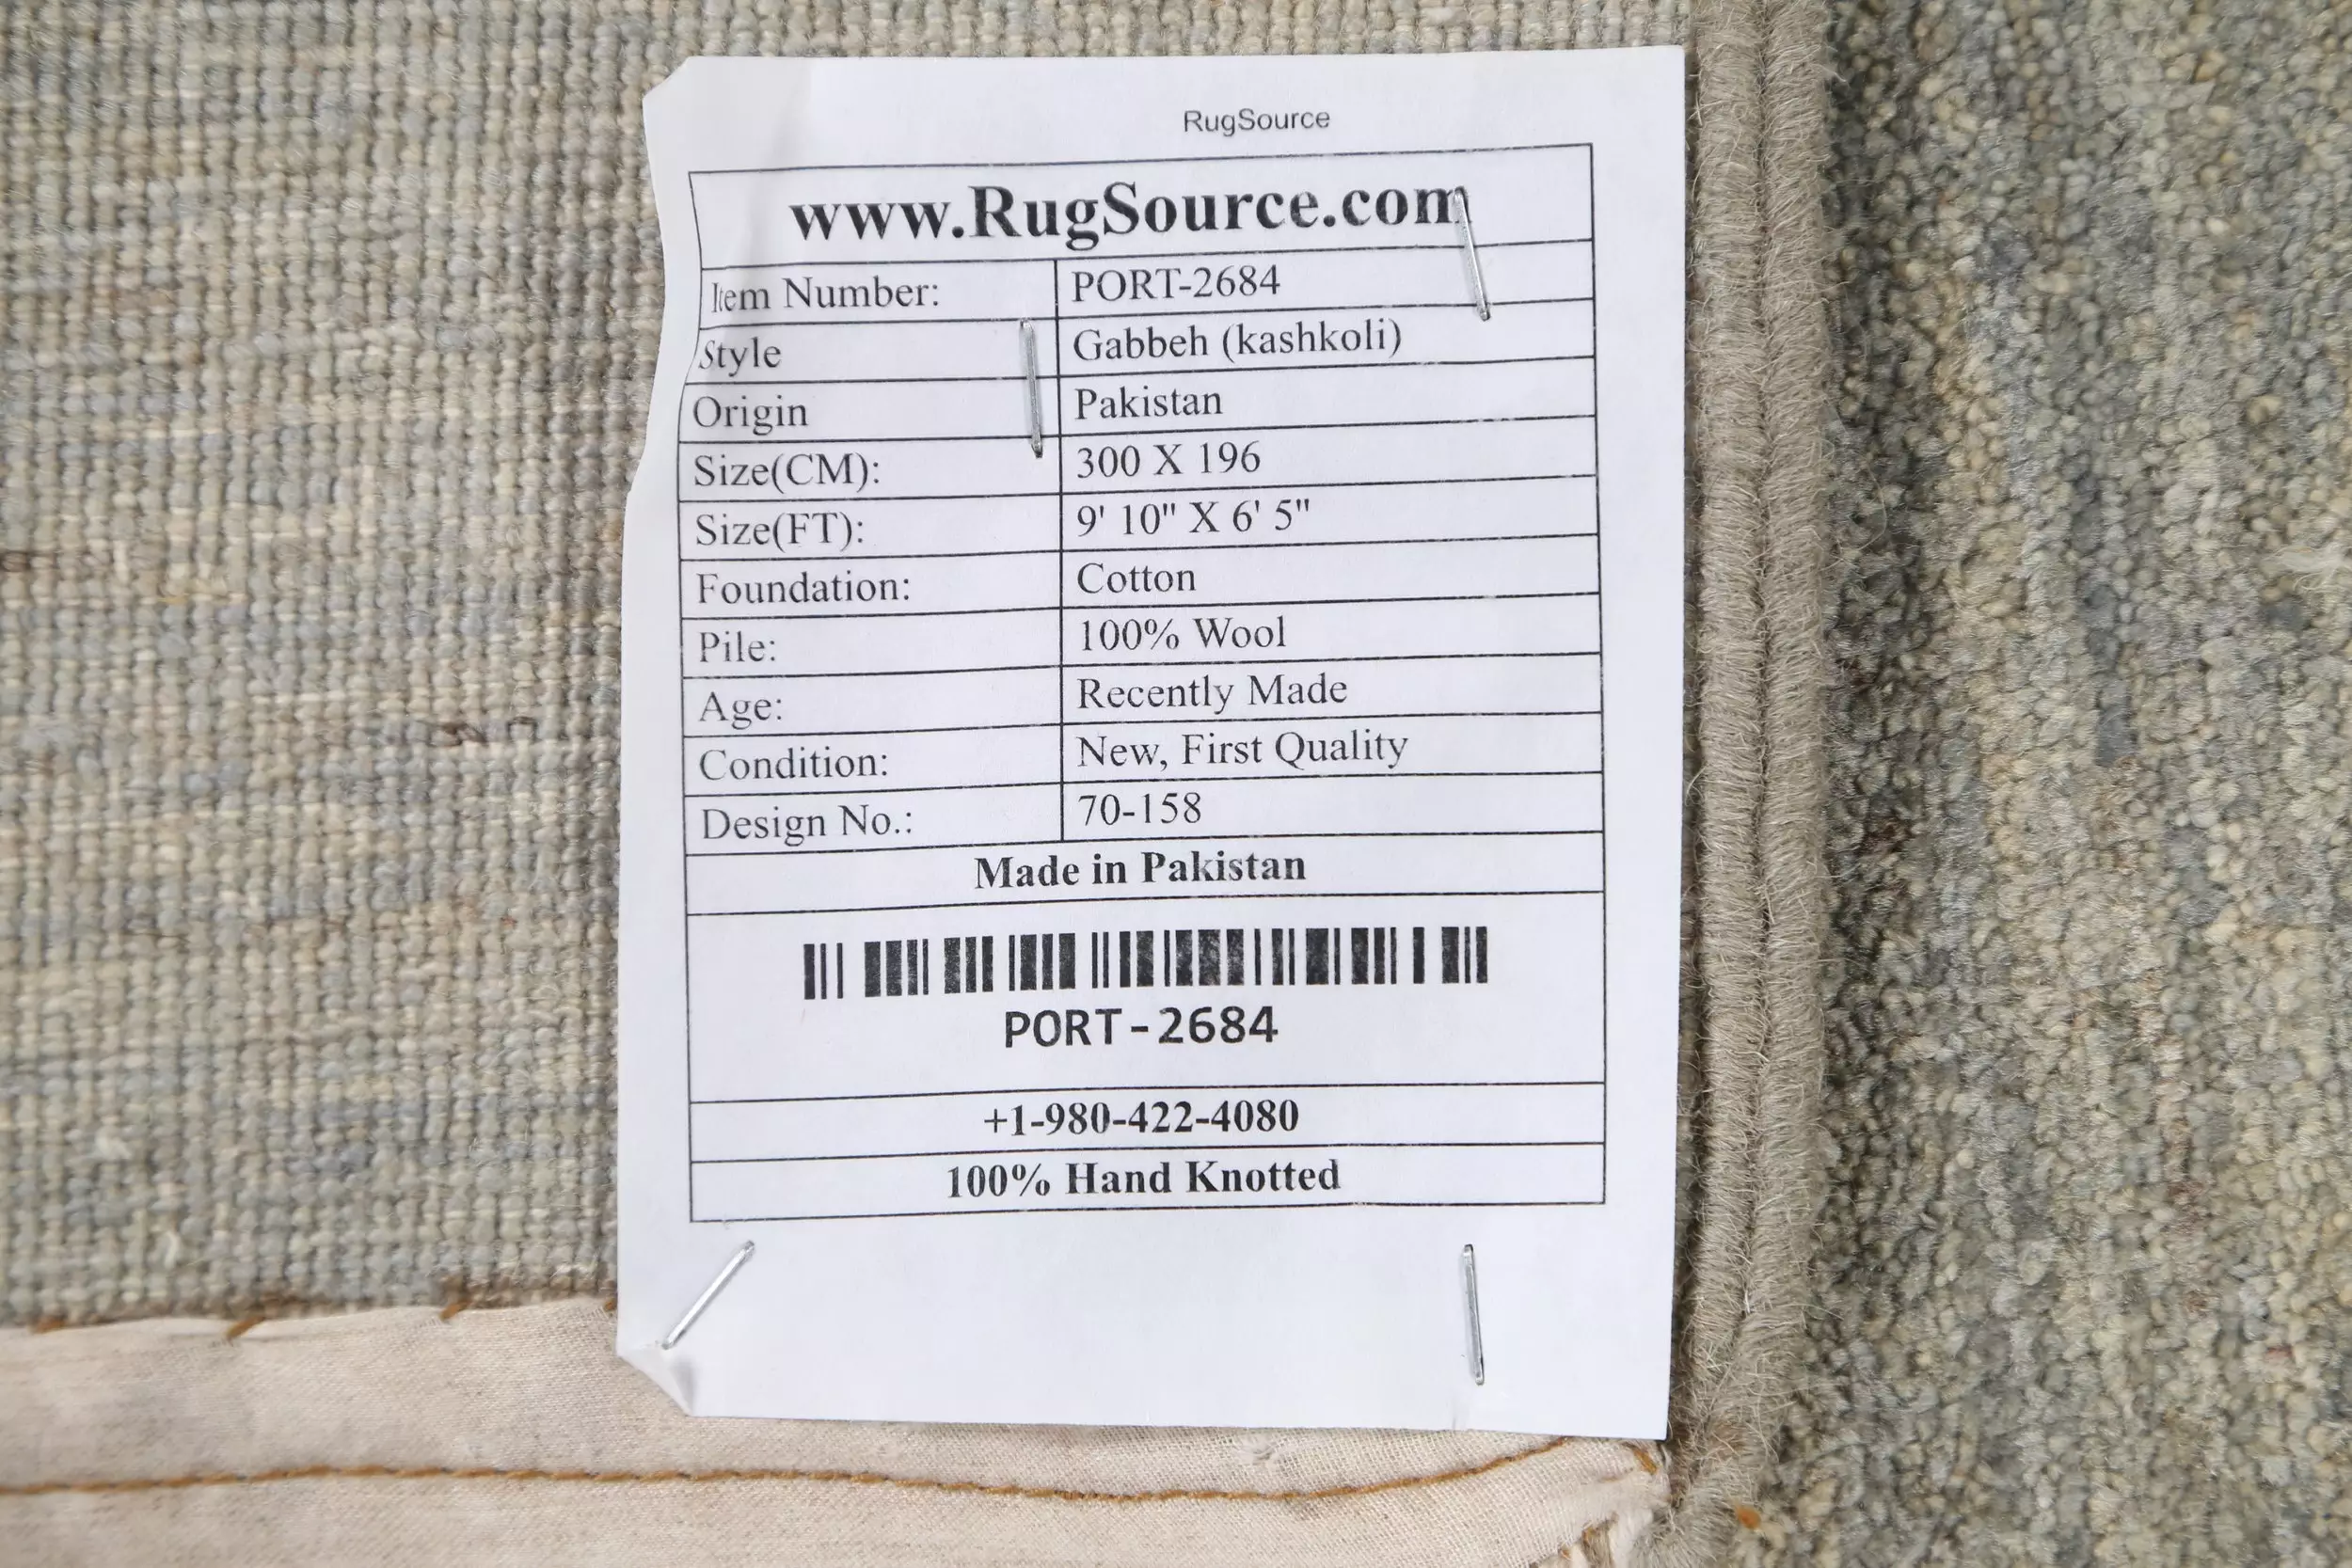 RugSource
www.RugSource.com
Item Number: PORT-2684
Style Gabbeh (kashkoli)
Origin Pakistan
Size(CM): 300 X 196
Size(FT): 9' 10" X 6' 5"
Foundation: Cotton
Pile: 100% Wool
Age: Recently Made
Condition: New, First Quality
Design No.: 70-158
Made in Pakistan
PORT-2684
+1-980-422-4080
100% Hand Knotted